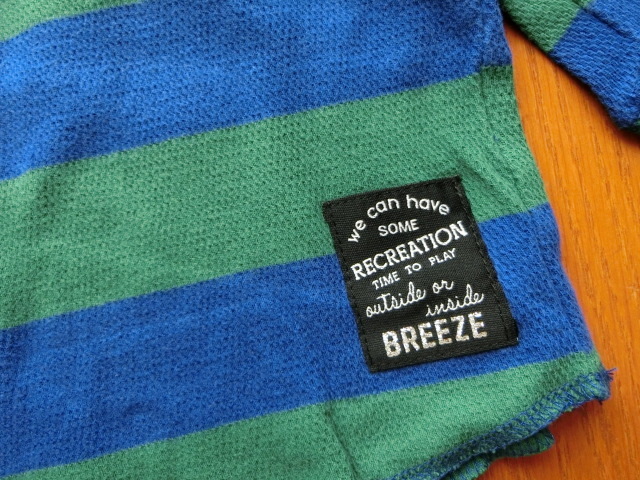 we can have
SOME
RECREATION
TIME TO PLAY
outside or
inside
BREEZE